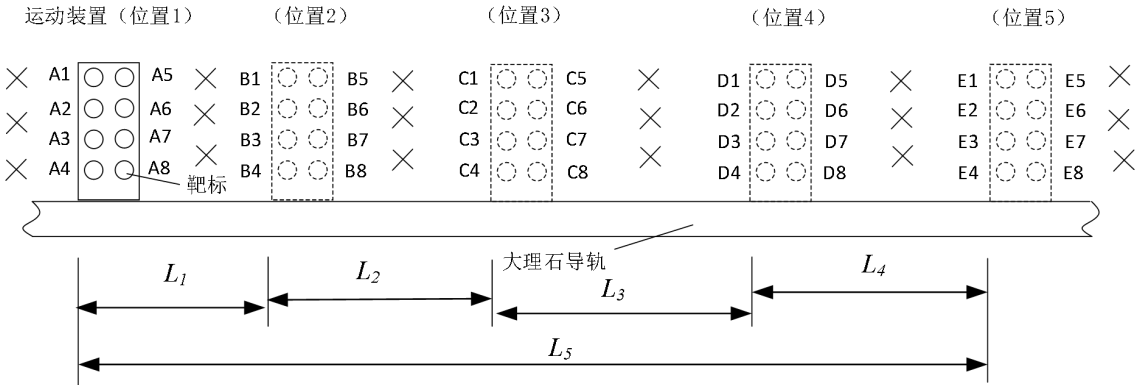 运动装置（位置1） （位置2） （位置3） （位置4） （位置5）
A1 A5 B1 B5 C1 C5 D1 D5 E1 E5
A2 A6 B2 B6 C2 C6 D2 D6 E2 E6
A3 A7 B3 B7 C3 C7 D3 D7 E3 E7
A4 A8 B4 B8 C4 C8 D4 D8 E4 E8
靶标
大理石导轨
L1 L2 L3 L4
L5